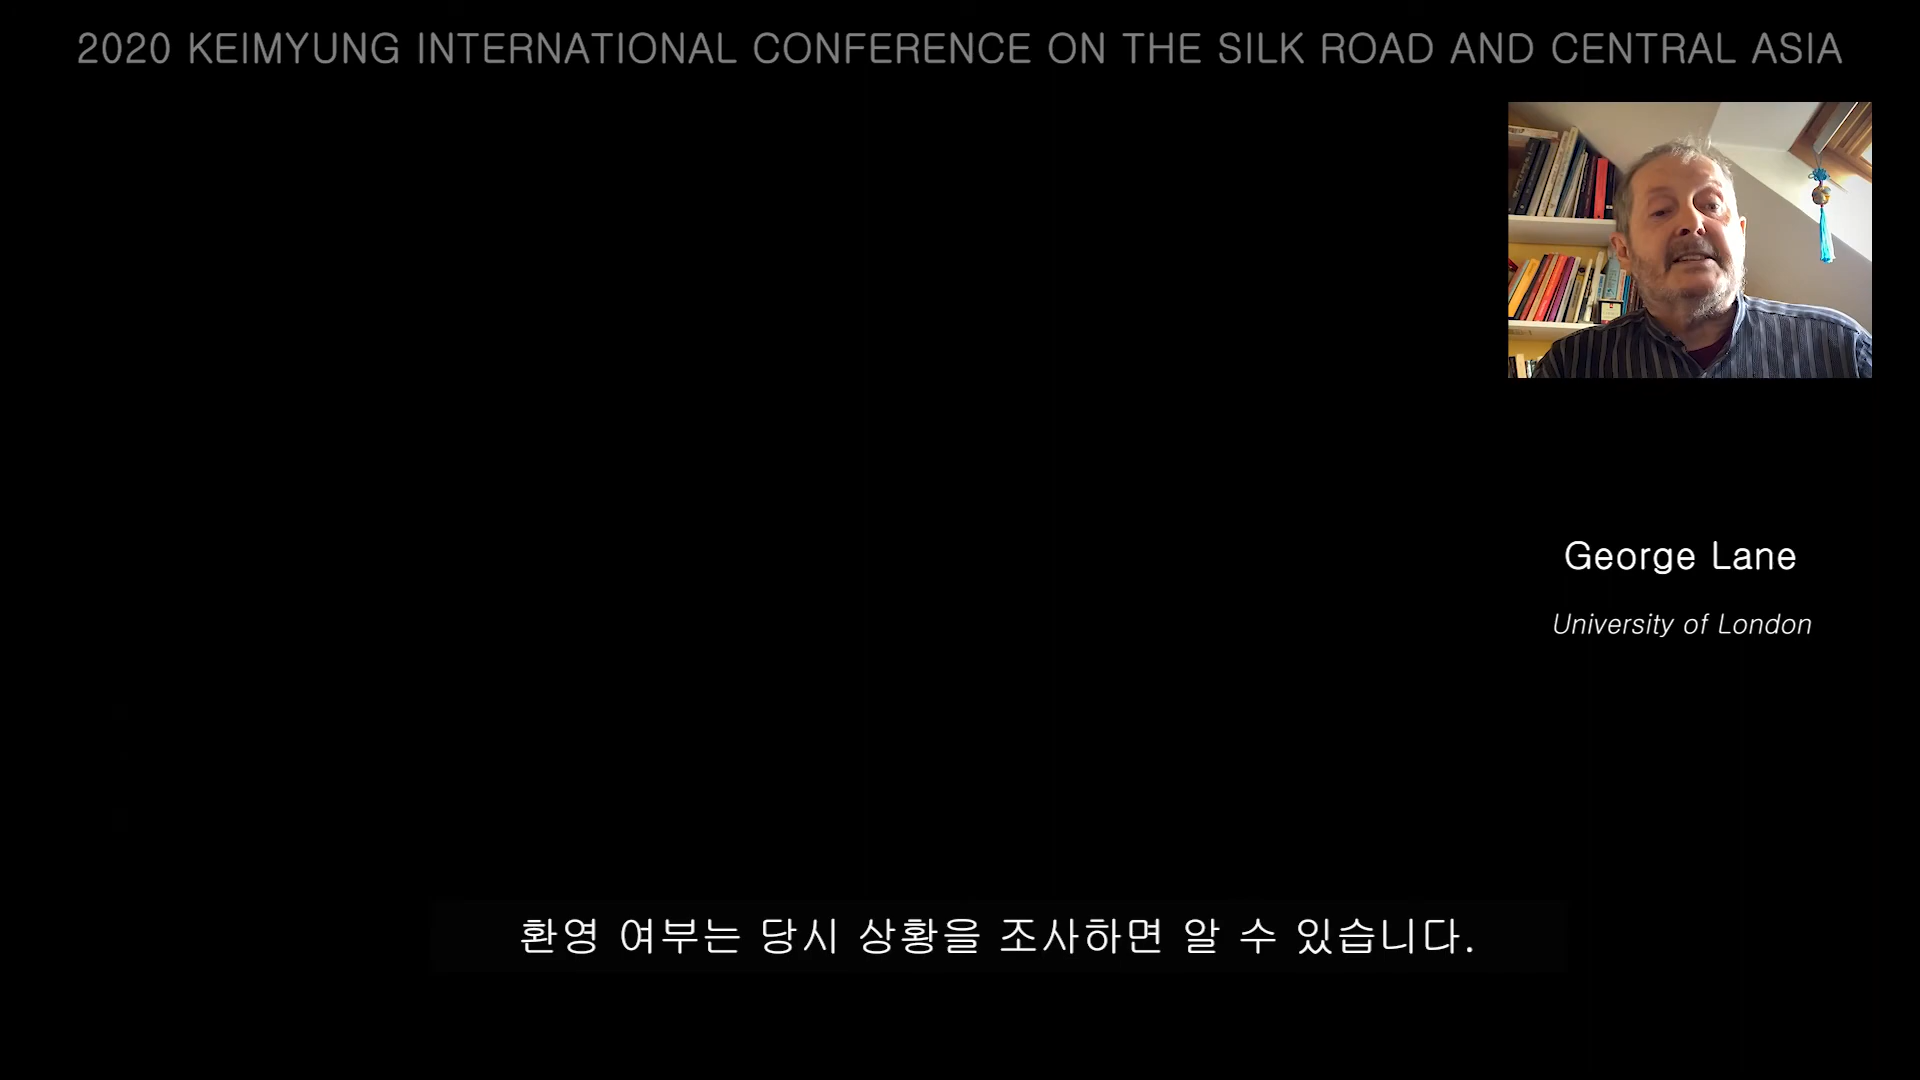 2020 KEIMYUNG INTERNATIONAL CONFERENCE ON THE SILK ROAD AND CENTRAL ASIA
George Lane
University of London
환영 여부는 당시 상황을 조사하면 알 수 있습니다.